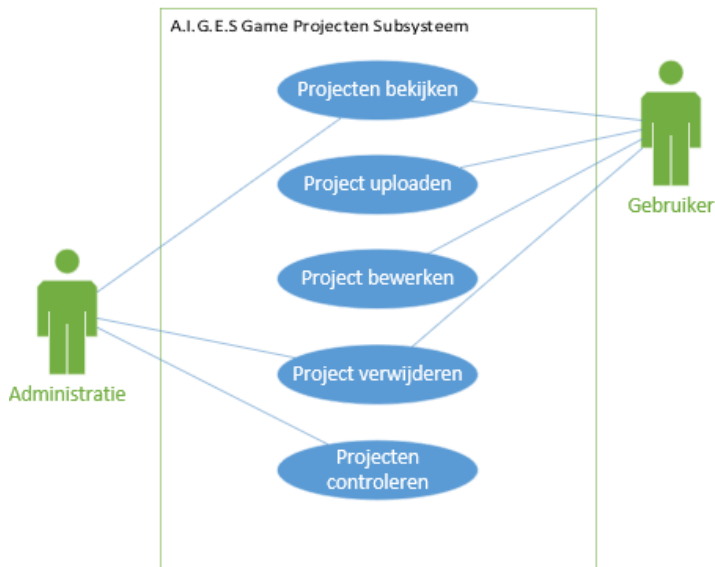 A.I.G.E.S Game Projecten Subsysteem
Projecten bekijken
Project uploaden
Gebruiker
Project bewerken
Project verwijderen
Administratie
Projecten
controleren